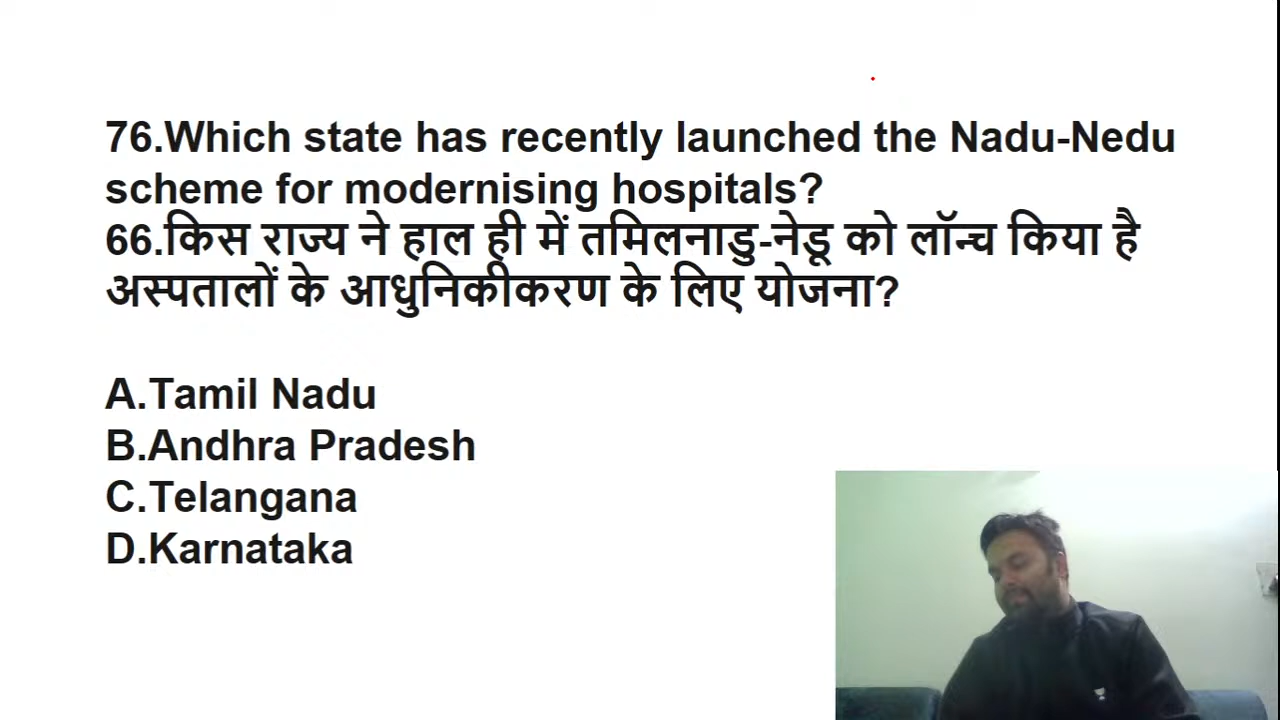 76.Which state has recently launched the Nadu-Nedu
scheme for modernising hospitals?
66.किस राज्य ने हाल ही में तमिलनाडु-नेडू को लॉन्च किया है
अस्पतालों के आधुनिकीकरण के लिए योजना?
A.Tamil Nadu
B.Andhra Pradesh
C.Telangana
D.Karnataka